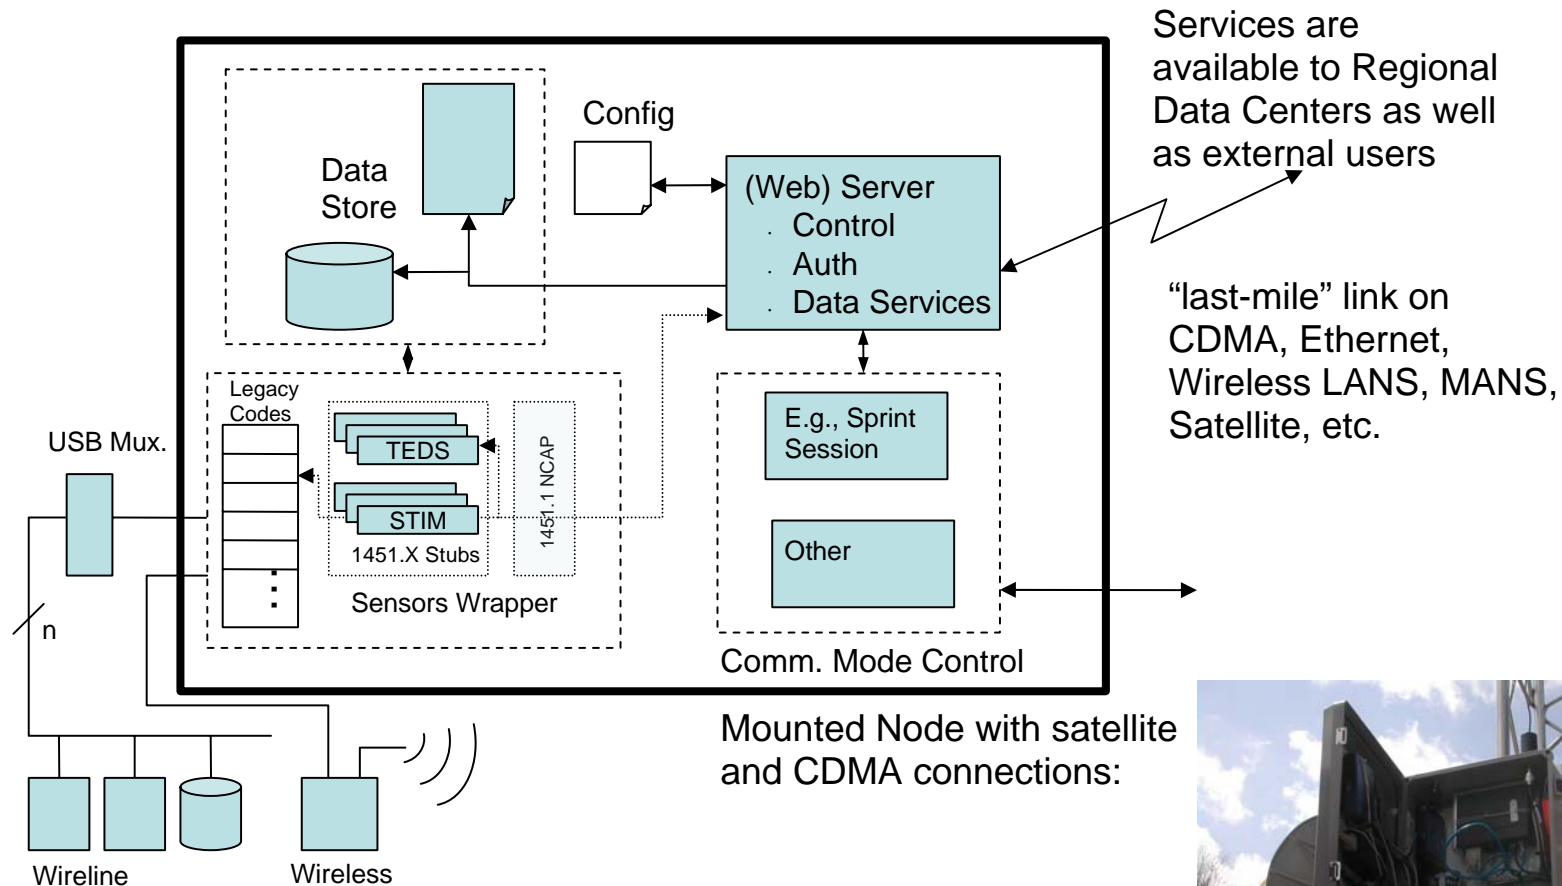 Services are
available to Regional
Data Centers as well
as external users
Config
Data
Store
(Web) Server
. Control
. Auth
. Data Services
"last-mile" link on
CDMA, Ethernet,
Wireless LANS, MANS,
Satellite, etc.
Legacy
Codes
USB Mux.
TEDS
STIM
1451.X Stubs
1451.1 NCAP
E.g., Sprint
Session
Other
Sensors Wrapper
n
Comm. Mode Control
Mounted Node with satellite
and CDMA connections:
Wireline
Wireless